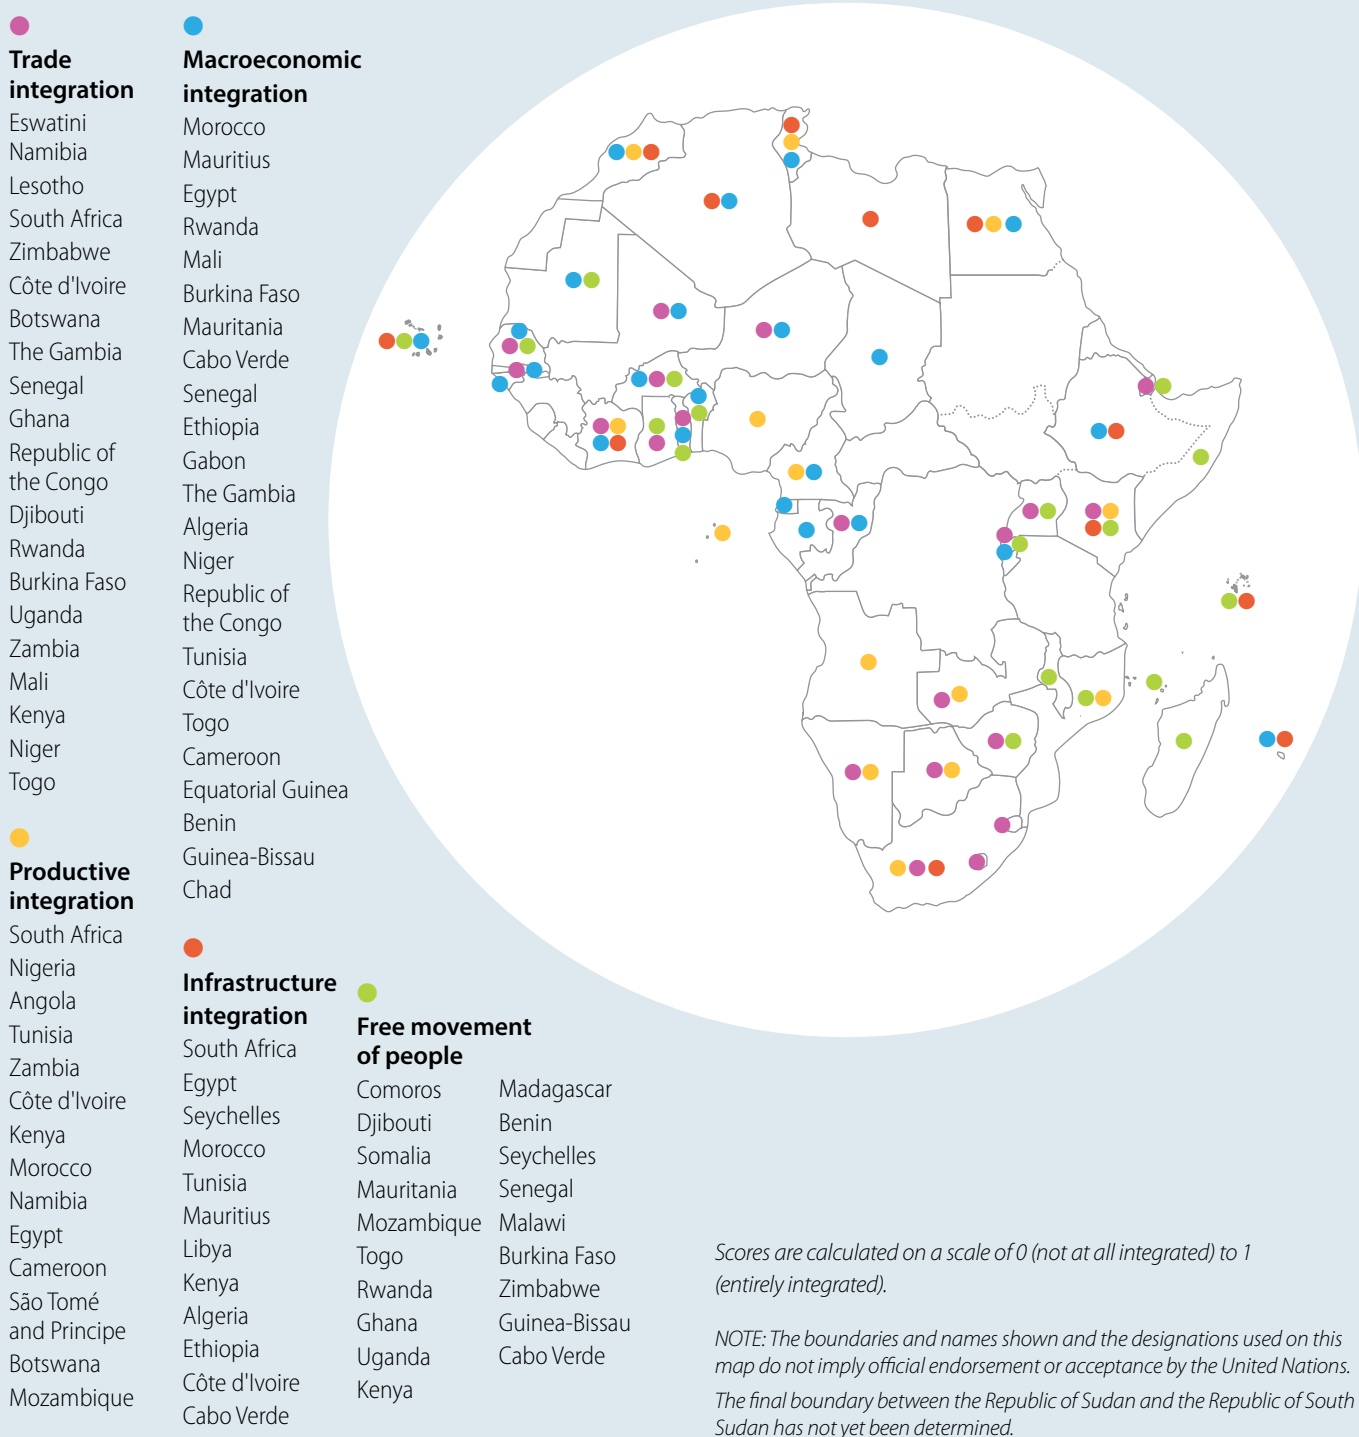 Trade
integration
Eswatini
Namibia
Lesotho
South Africa
Zimbabwe
Côte d'Ivoire
Botswana
The Gambia
Senegal
Ghana
Republic of
the Congo
Djibouti
Rwanda
Burkina Faso
Uganda
Zambia
Mali
Kenya
Niger
Togo
Productive
integration
South Africa
Nigeria
Angola
Tunisia
Zambia
Côte d'Ivoire
Kenya
Morocco
Namibia
Egypt
Cameroon
São Tomé
and Principe
Botswana
Mozambique
Macroeconomic
integration
Morocco
Mauritius
Egypt
Rwanda
Mali
Burkina Faso
Mauritania
Cabo Verde
Senegal
Ethiopia
Gabon
The Gambia
Algeria
Niger
Republic of
the Congo
Tunisia
Côte d'Ivoire
Togo
Cameroon
Equatorial Guinea
Benin
Guinea-Bissau
Chad
Infrastructure
integration
South Africa
Egypt
Seychelles
Morocco
Tunisia
Mauritius
Libya
Kenya
Algeria
Ethiopia
Côte d'Ivoire
Cabo Verde
Free movement
of people
Comoros
Djibouti
Somalia
Mauritania
Mozambique
Togo
Rwanda
Ghana
Uganda
Kenya
Madagascar
Benin
Seychelles
Senegal
Malawi
Burkina Faso
Zimbabwe
Guinea-Bissau
Cabo Verde
Scores are calculated on a scale of 0 (not at all integrated) to 1
(entirely integrated).
NOTE: The boundaries and names shown and the designations used on this
map do not imply official endorsement or acceptance by the United Nations.
The final boundary between the Republic of Sudan and the Republic of South
Sudan has not yet been determined.